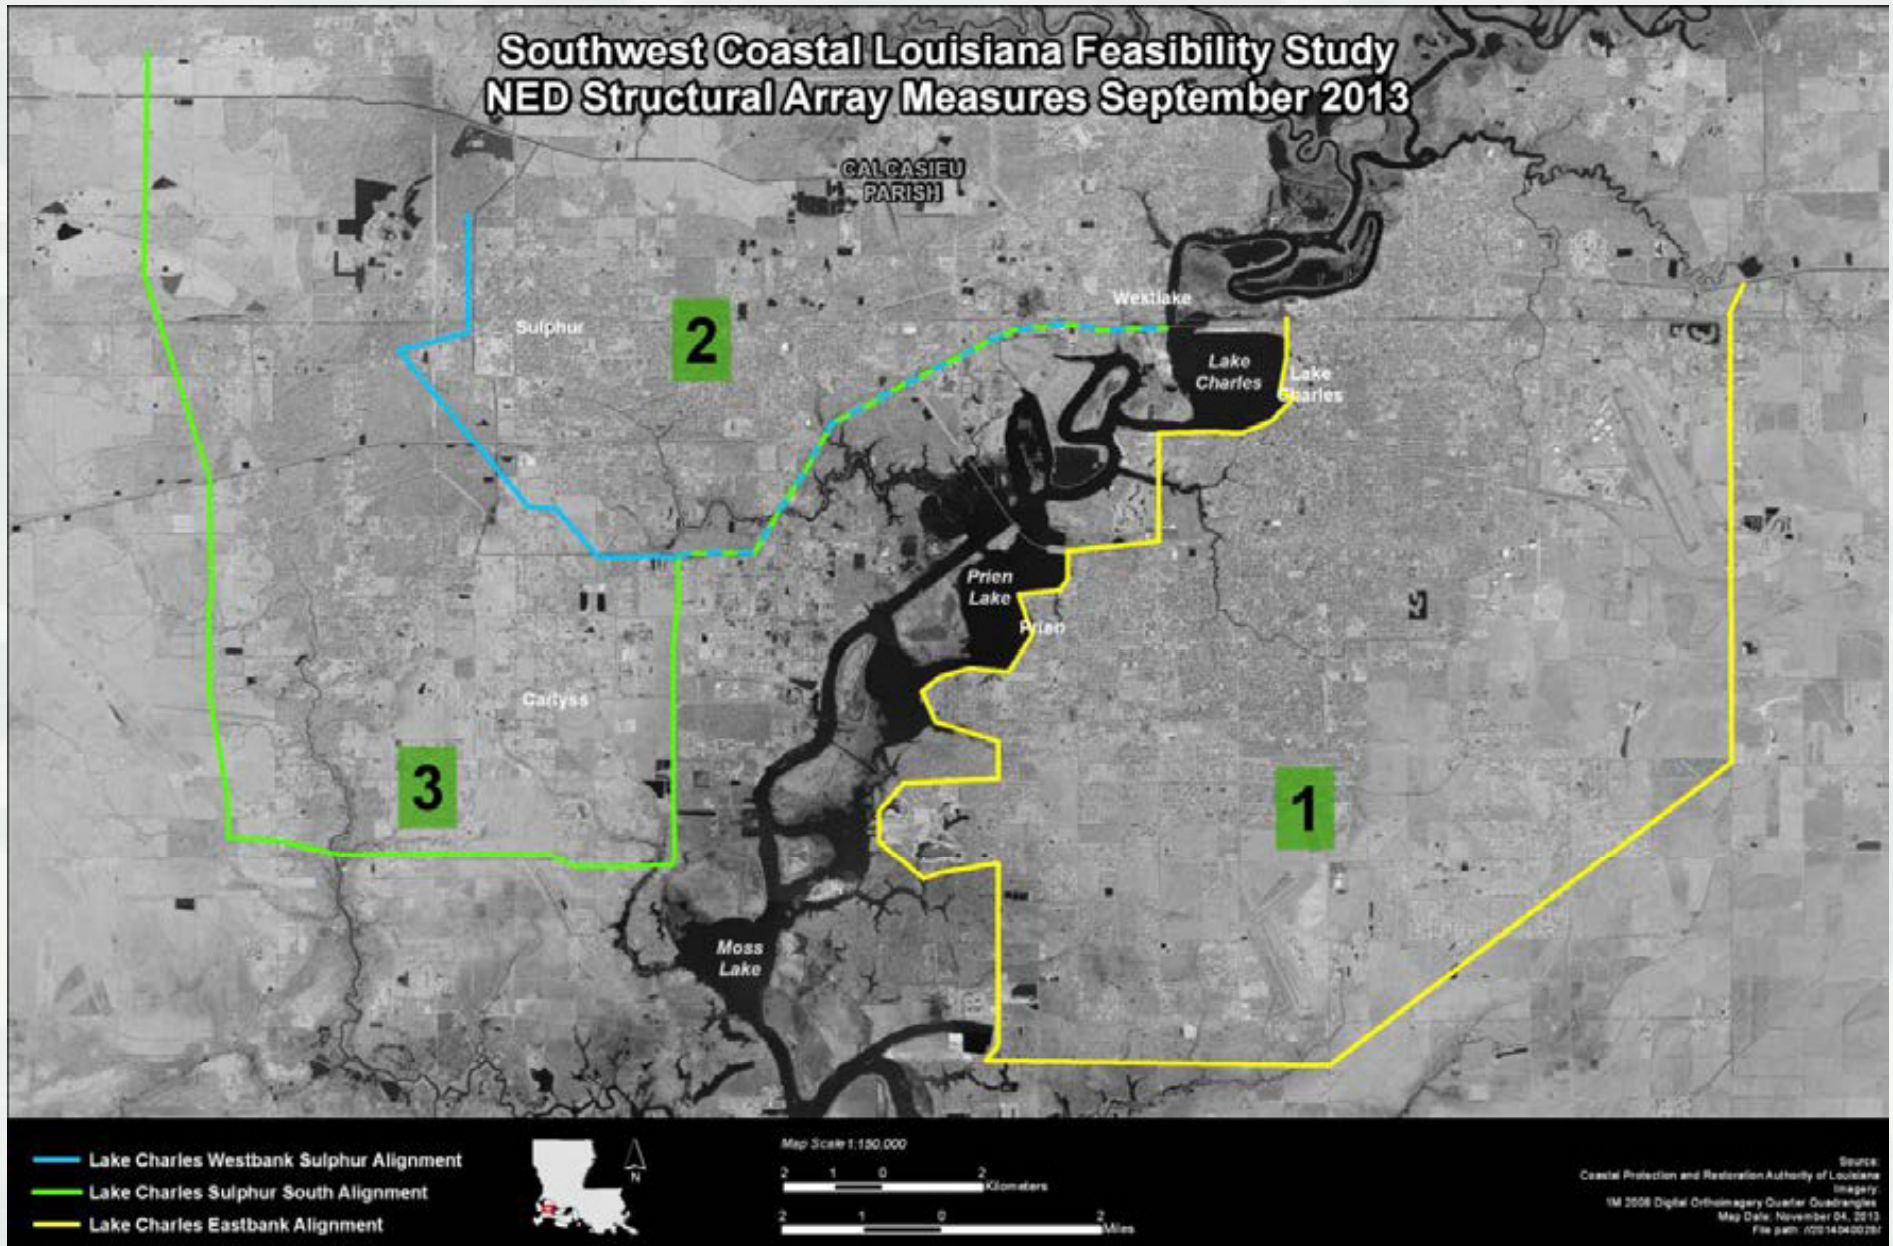 Southwest Coastal Louisiana Feasibility Study
NED Structural Array Measures September 2013
CALCASIEU
PARISH
Westlake
Sulphur
2
Lake
Charles
Lake
Charles
Prien
Lake
Prien
Carlyss
3
1
Moss
Lake
Lake Charles Westbank Sulphur Alignment
Lake Charles Sulphur South Alignment
Lake Charles Eastbank Alignment
N
Map Scale 1:150,000
2 1 0 2
Kilometers
2 1 0 2
Miles
Source:
Coastal Protection and Restoration Authority of Louisiana
Imagery:
1M 2008 Digital Orthoimagery Quarter Quadrangles
Map Date: November 04, 2013
File path: